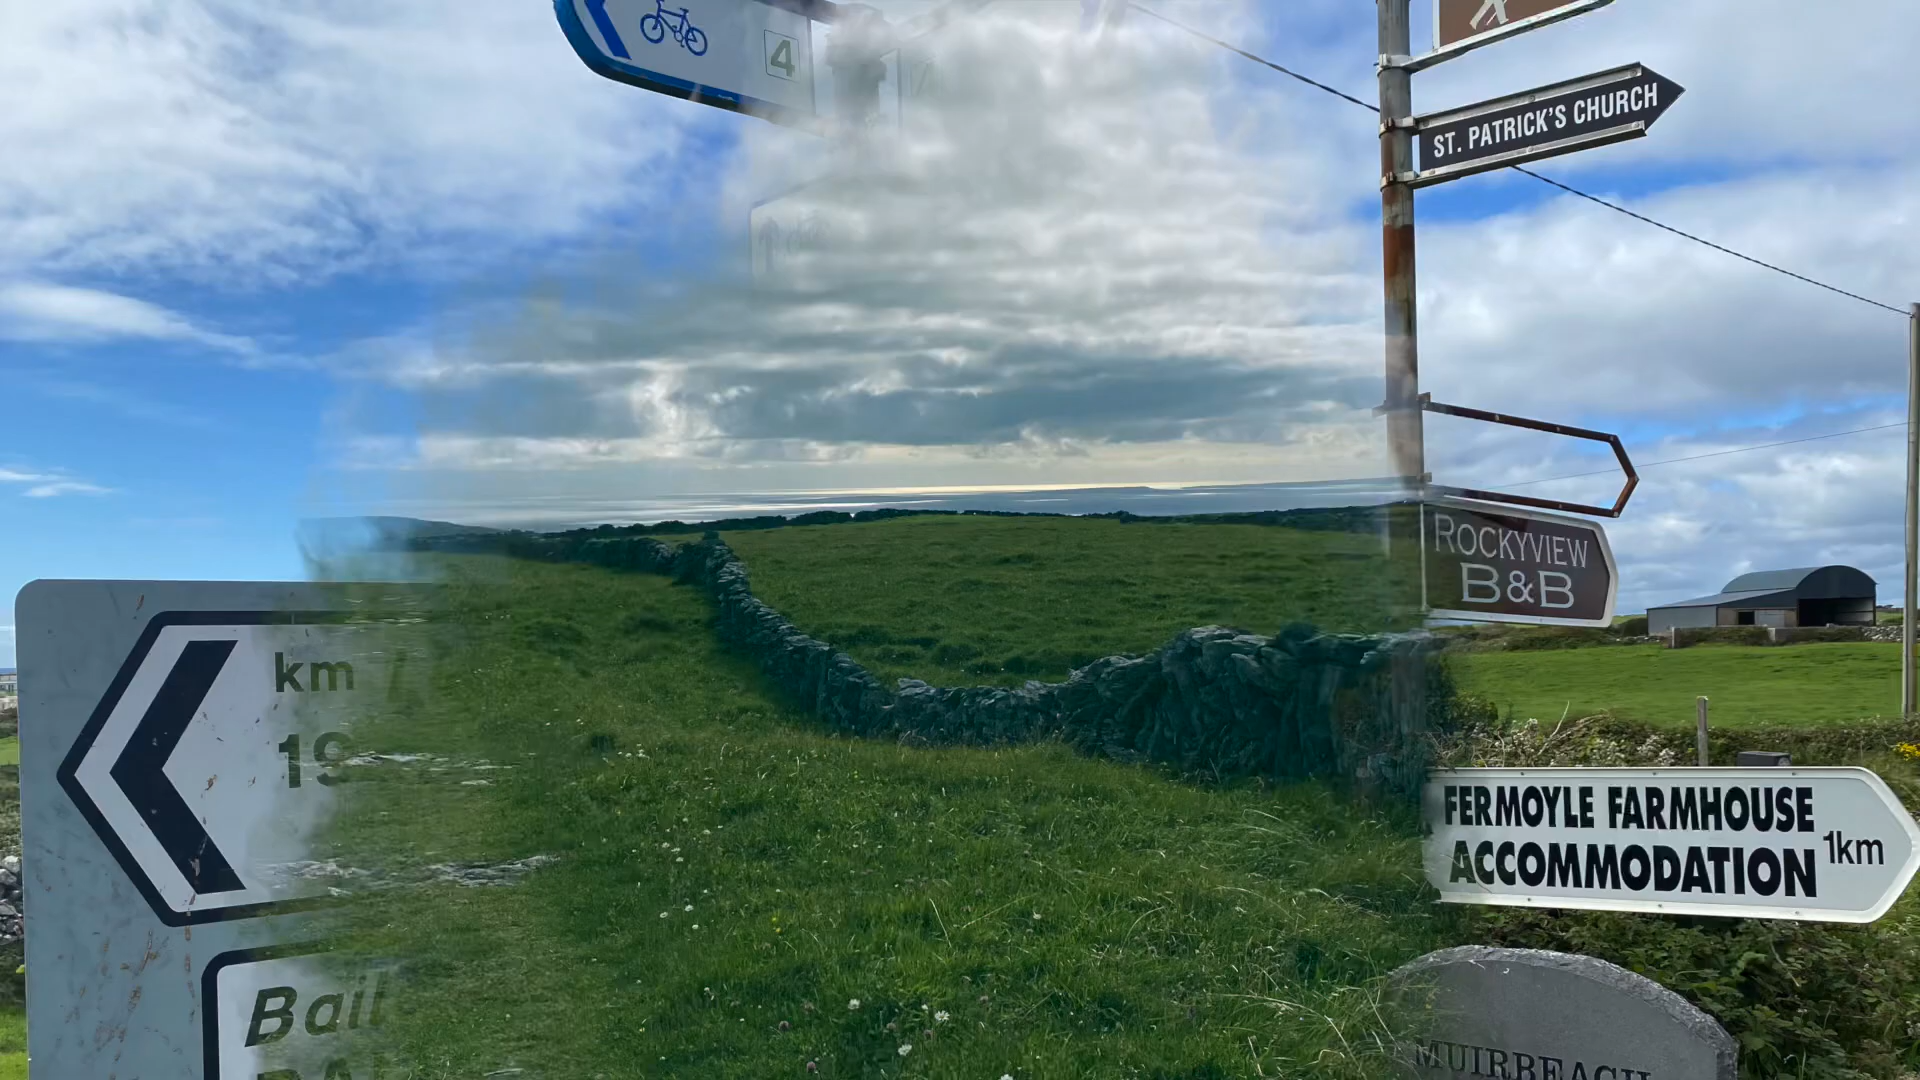 4
ST. PATRICK'S CHURCH
ROCKYVIEW
B&B
km
FERMOYLE FARMHOUSE
ACCOMMODATION 1km
Bail
MUIRBEACH